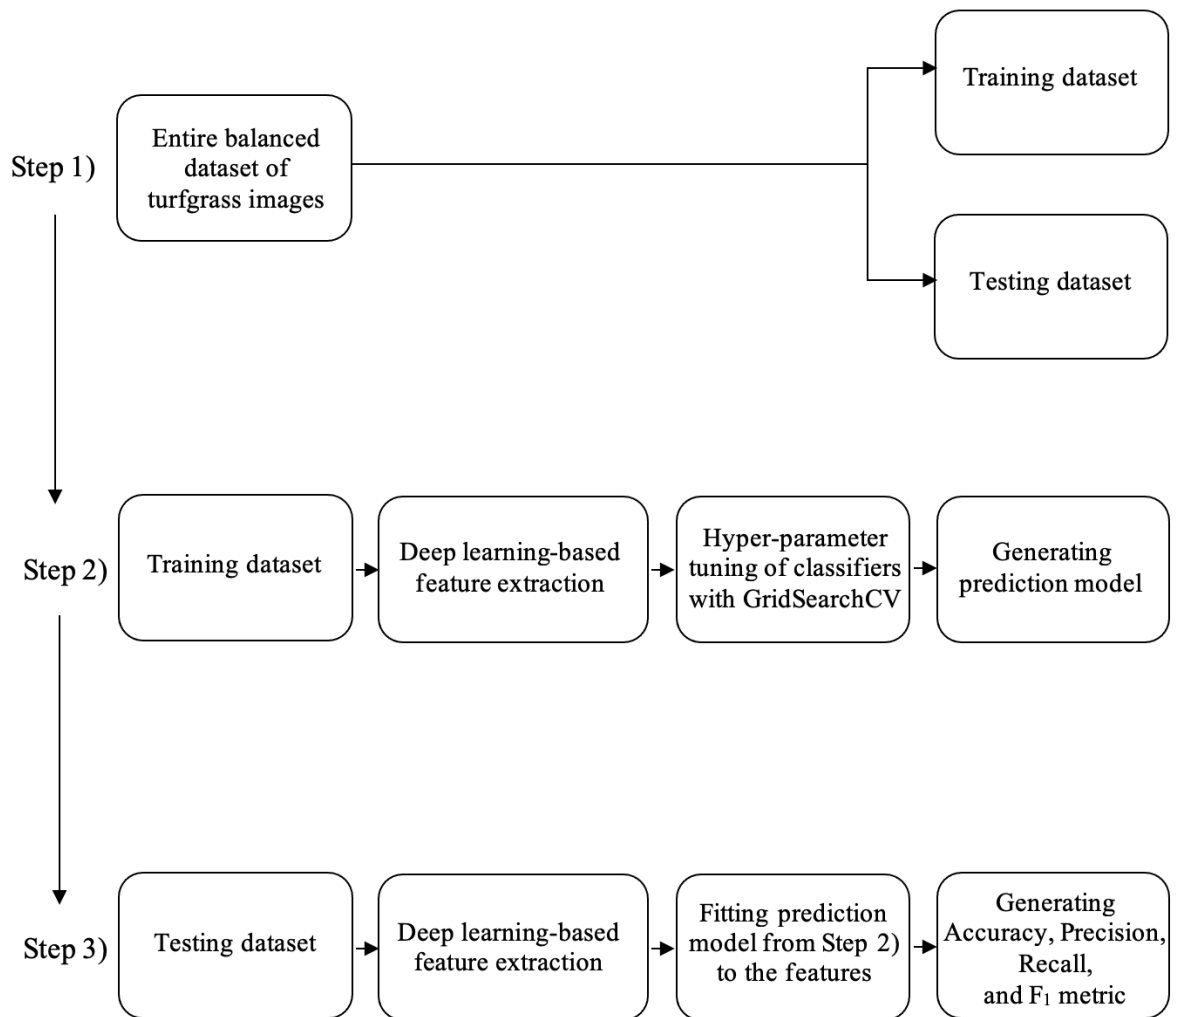 Step 1)
Entire balanced
dataset of
turfgrass images
Training dataset
Testing dataset
Step 2)
Training dataset
Deep learning-based
feature extraction
Hyper-parameter
tuning of classifiers
with GridSearchCV
Generating
prediction model
Step 3)
Testing dataset
Deep learning-based
feature extraction
Fitting prediction
model from Step 2)
to the features
Generating
Accuracy, Precision,
Recall,
and F₁ metric